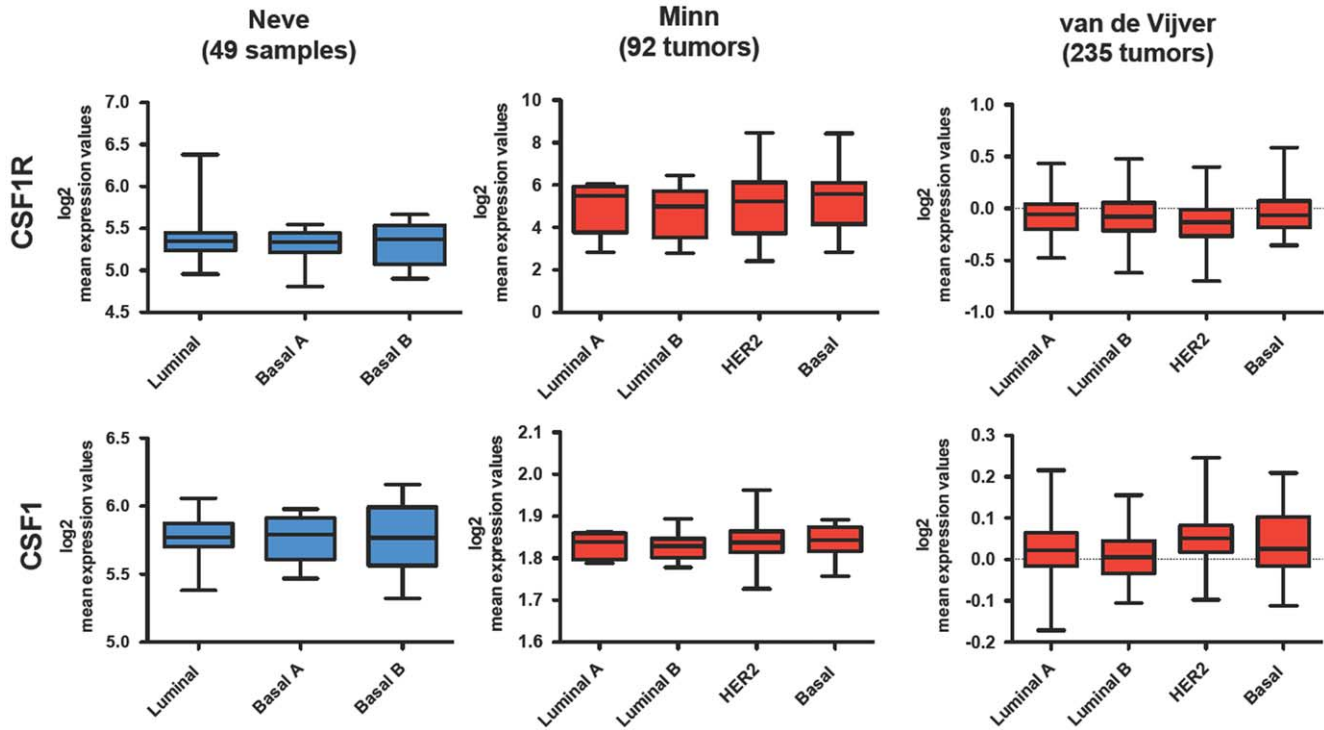 Neve
(49 samples)
Minn
(92 tumors)
van de Vijver
(235 tumors)
CSF1R
log2
mean expression values
7.0
6.5
6.0
5.5
5.0
4.5
Luminal
Basal A
Basal B
log2
mean expression values
10
8
6
4
2
0
Luminal A
Luminal B
HER2
Basal
log2
mean expression values
1.0
0.5
0.0
-0.5
-1.0
Luminal A
Luminal B
HER2
Basal
CSF1
log2
mean expression values
6.5
6.0
5.5
5.0
Luminal
Basal A
Basal B
log2
mean expression values
2.1
2.0
1.9
1.8
1.7
1.6
Luminal A
Luminal B
HER2
Basal
log2
mean expression values
0.3
0.2
0.1
0.0
-0.1
-0.2
Luminal A
Luminal B
HER2
Basal